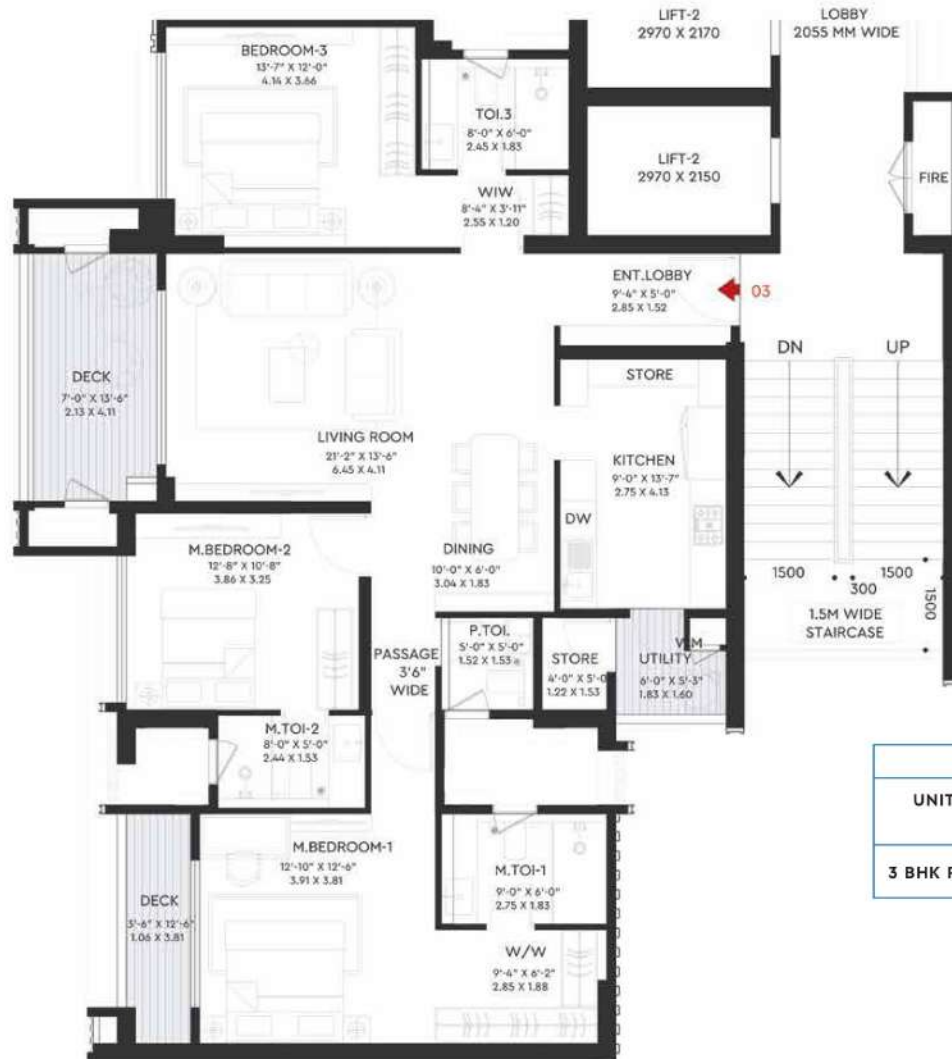 LIFT-2
2970 X 2170
LOBBY
2055 MM WIDE
BEDROOM-3
13'-7" X 12'-0"
4.14 X 3.66
TOI.3
8'-0" X 6'-0"
2.45 X 1.83
LIFT-2
2970 X 2150
FIRE
WIW
8'-4" X 3'-11"
2.55 X 1.20
ENT.LOBBY
9'-4" X 5'-0"
2.85 X 1.52
03
DECK
7'-0" X 13'-6"
2.13 X 4.11
STORE
DN
UP
LIVING ROOM
21'-2" X 13'-6"
6.45 X 4.11
KITCHEN
9'-0" X 13'-7"
2.75 X 4.13
DW
M.BEDROOM-2
12'-8" X 10'-8"
3.86 X 3.25
DINING
10'-0" X 6'-0"
3.04 X 1.83
1500
300
1500
1500
1.5M WIDE
STAIRCASE
PASSAGE
3'6"
WIDE
P.TOI.
5'-0" X 5'-0"
1.52 X 1.53
STORE
4'-0" X 5'-0
1.22 X 1.53
UTILITY
6'-0" X 5'-3"
1.83 X 1.60
M.TOI-2
8'-0" X 5'-0"
2.44 X 1.53
UNIT
3 BHK
M.BEDROOM-1
12'-10" X 12'-6"
3.91 X 3.81
M.TOI-1
9'-0" X 6'-0"
2.75 X 1.83
DECK
3'-6" X 12'-6"
1.06 X 3.81
W/W
9'-4" X 6'-2"
2.85 X 1.88